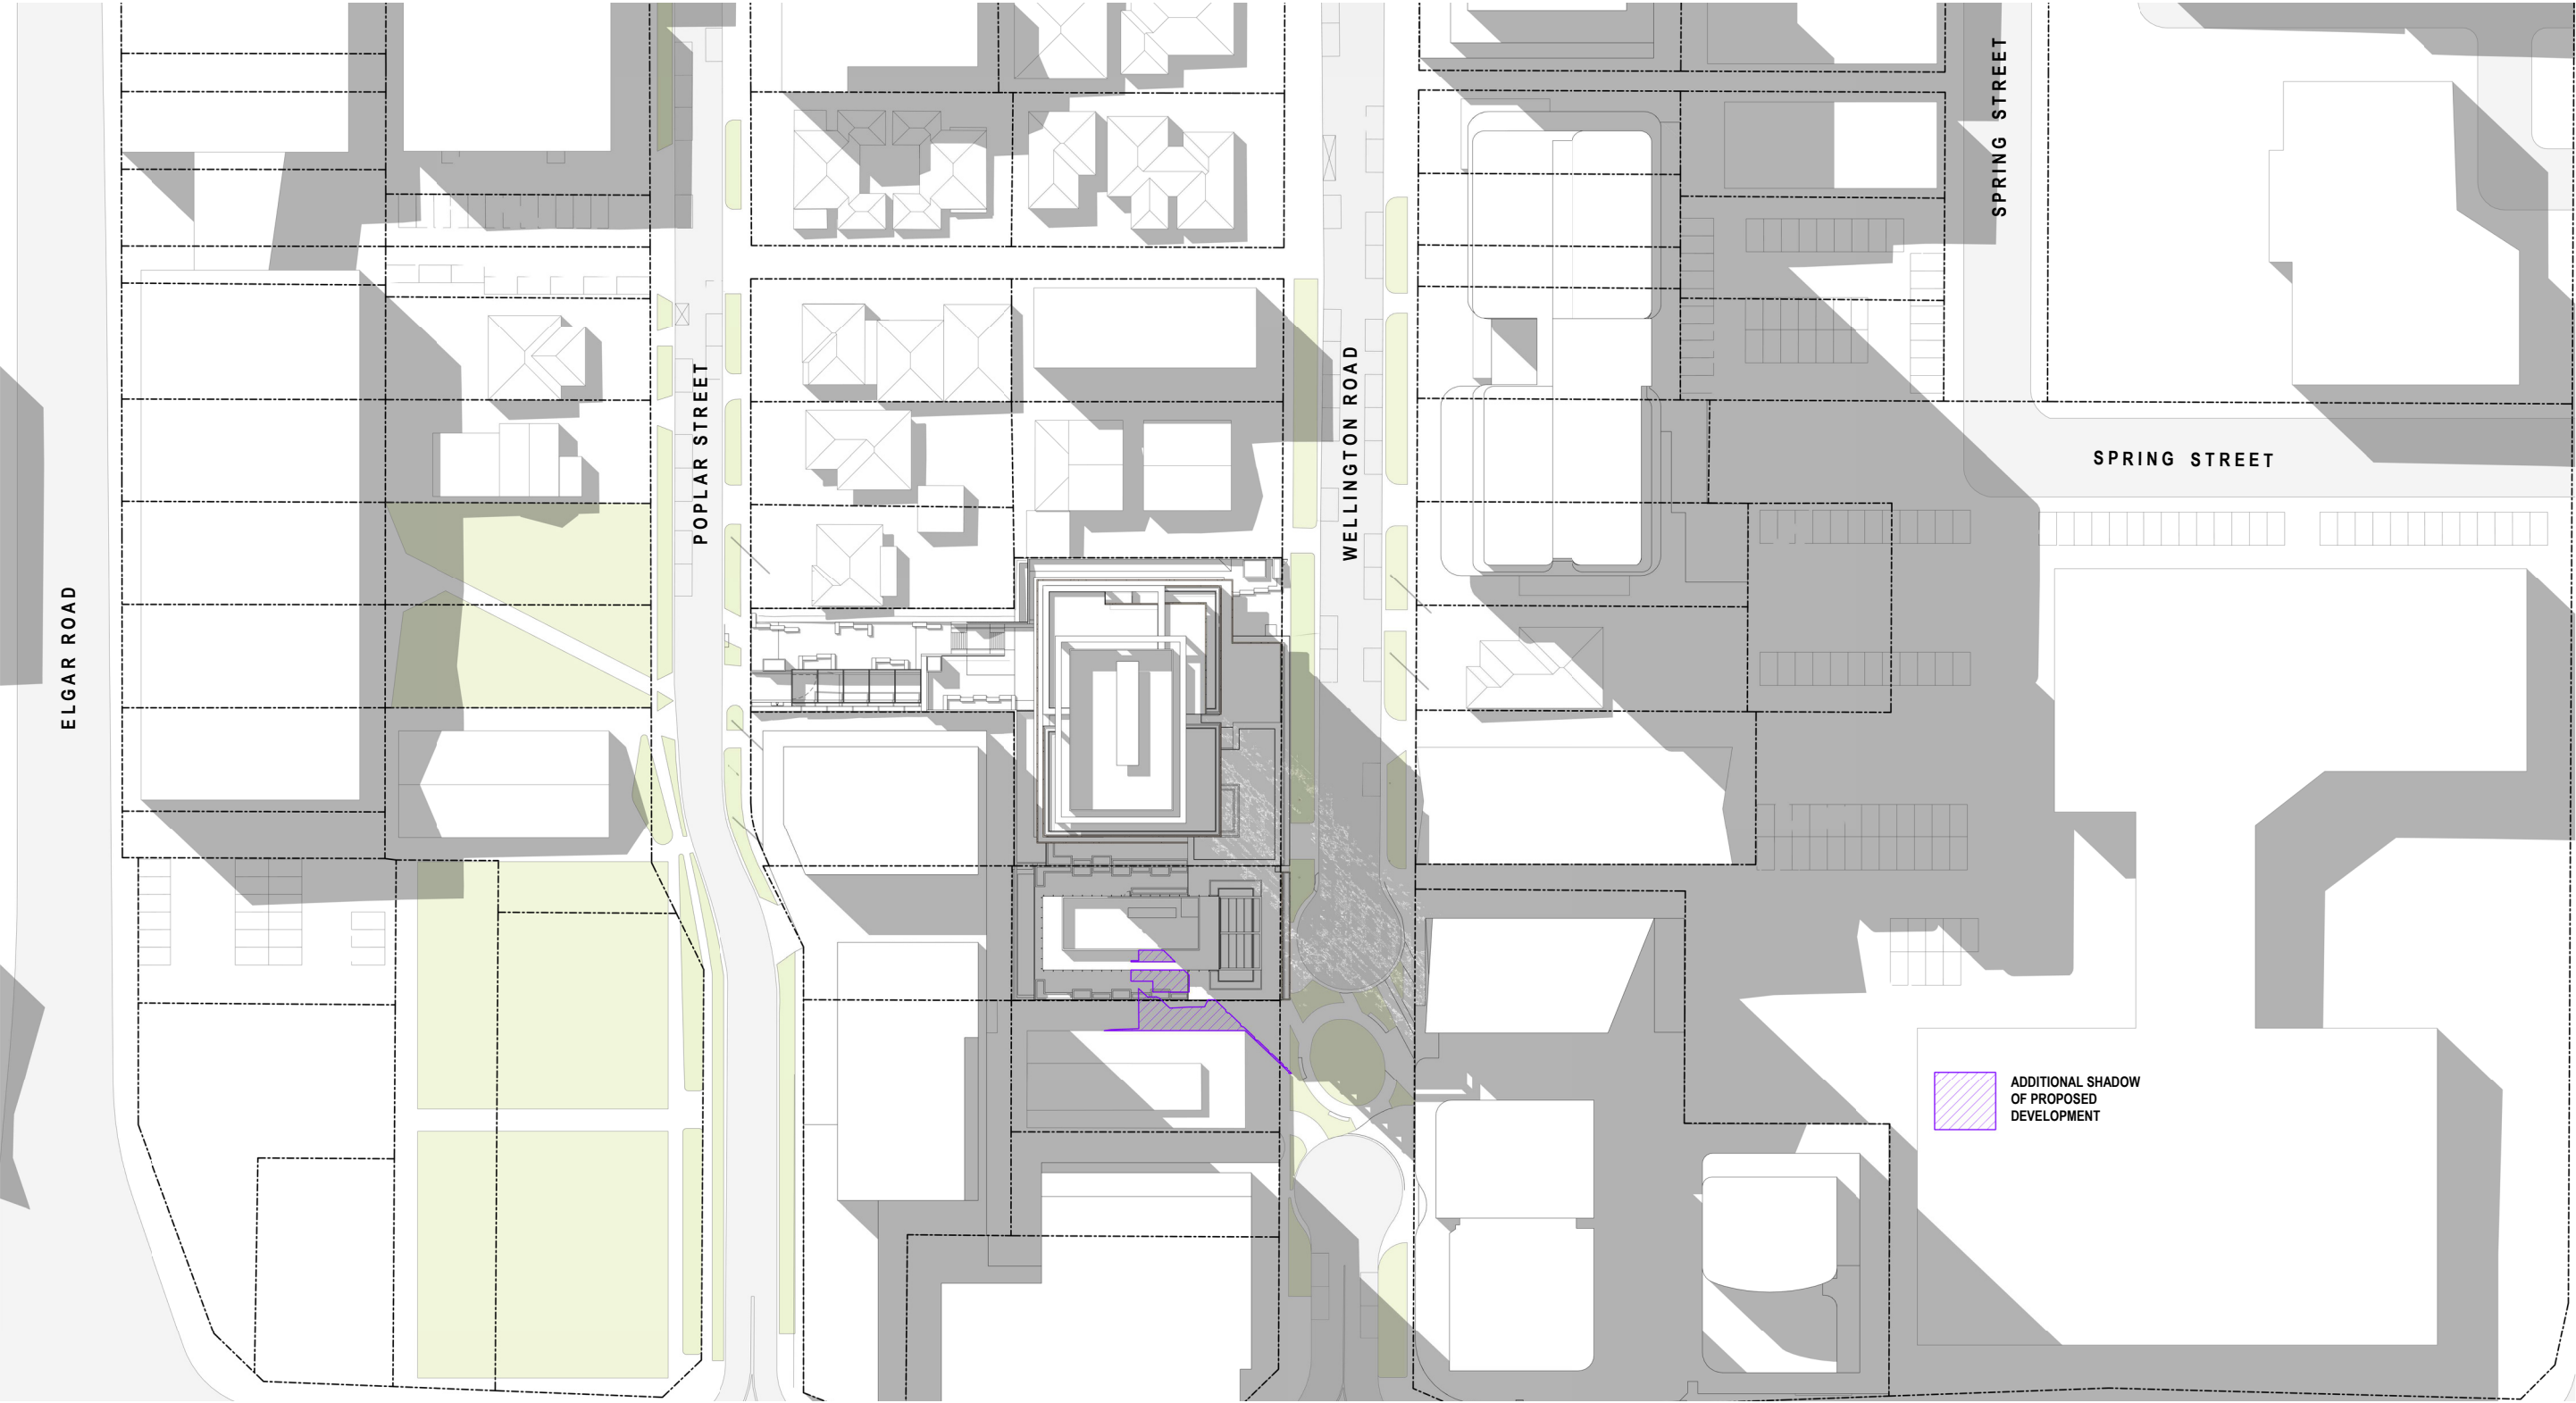 SPRING STREET
WELLINGTON ROAD
POPLAR STREET
SPRING STREET
ELGAR ROAD
ADDITIONAL SHADOW
OF PROPOSED
DEVELOPMENT